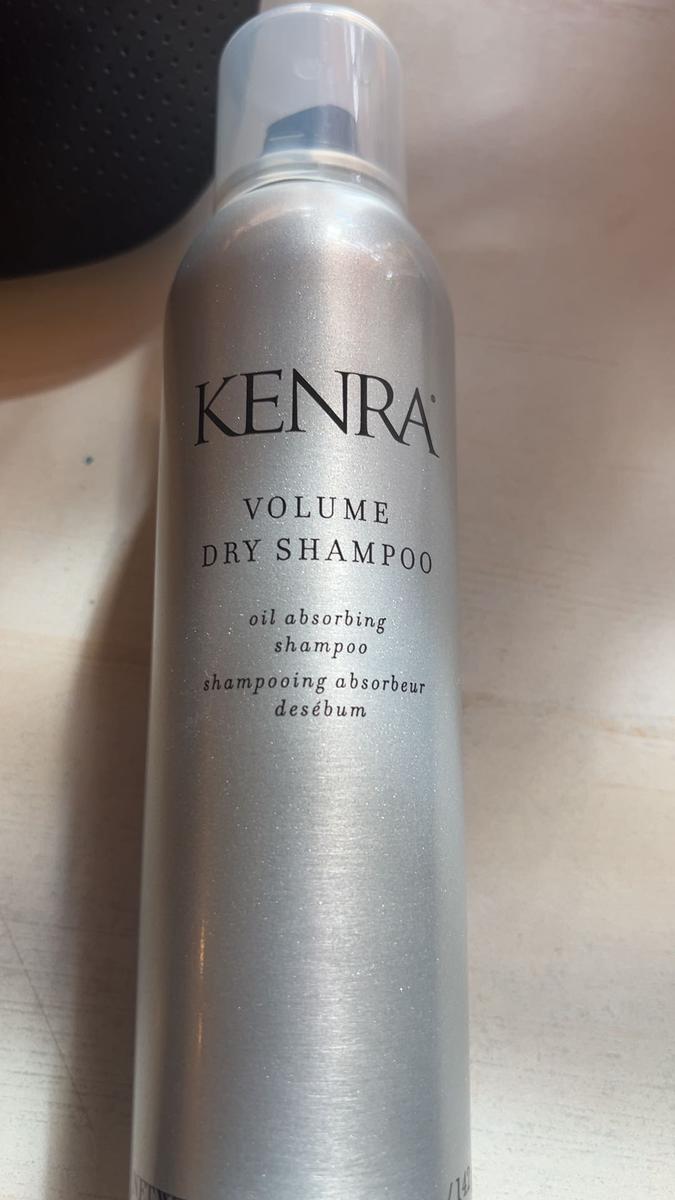 KENRA
VOLUME
DRY SHAMPOO
oil absorbing
shampoo
shampooing absorbeur
desébum